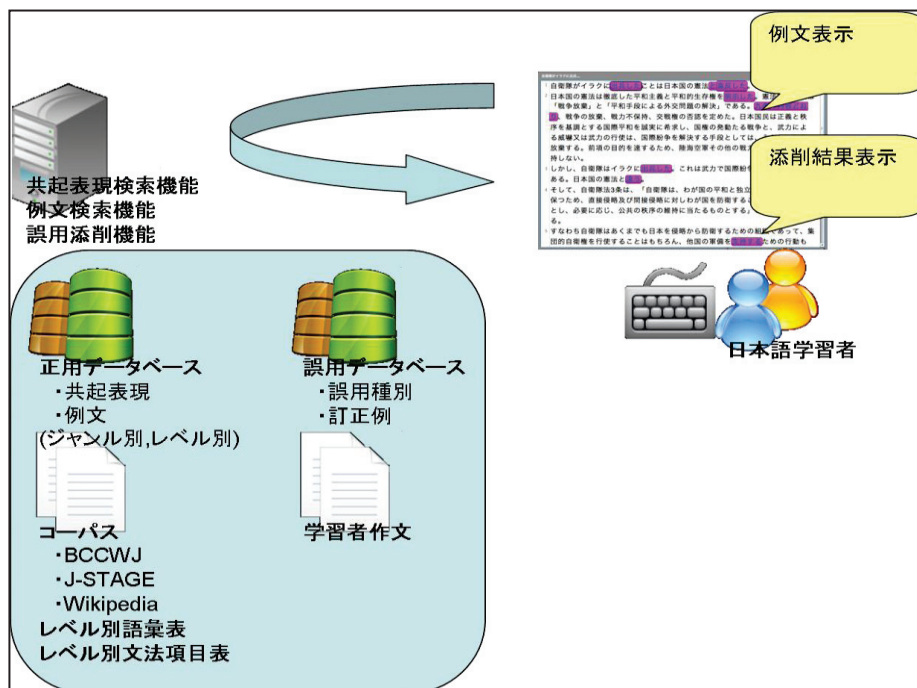 例文表示
自衛隊がイラクに ことは日本国の憲法
日本国の憲法は徹底した平和主義と平和的生存権を
「戦争放棄」と「平和手段による外交問題の解決」である。
、戦争の放棄、戦力不保持、交戦権の否認を定めた。日本国民は正義と秩
序を基調とする国際平和を誠実に希求し、国権の発動たる戦争と、武力によ
る威嚇又は武力の行使は、国際紛争を解決する手段としては、
放棄する。前項の目的を達するため、陸海空軍その他の戦力
持しない。
しかし、自衛隊はイラクに これは武力で国際紛
ある。日本国の憲法と
そして、自衛隊法3条は、「自衛隊は、わが国の平和と独立
保つため、直接侵略及び間接侵略に対しわが国を防衛するこ
とし、必要に応じ、公共の秩序の維持に当たるものとする。
る。
すなわち自衛隊はあくまでも日本を侵略から防衛するための あって、集
団的自衛権を行使することはもちろん、他国の軍備を ための行動も
添削結果表示
共起表現検索機能
例文検索機能
誤用添削機能
日本語学習者
正用データベース
・共起表現
・例文
(ジャンル別,レベル別)
誤用データベース
・誤用種別
・訂正例
コーパス
・BCCWJ
・J-STAGE
・Wikipedia
レベル別語彙表
レベル別文法項目表
学習者作文